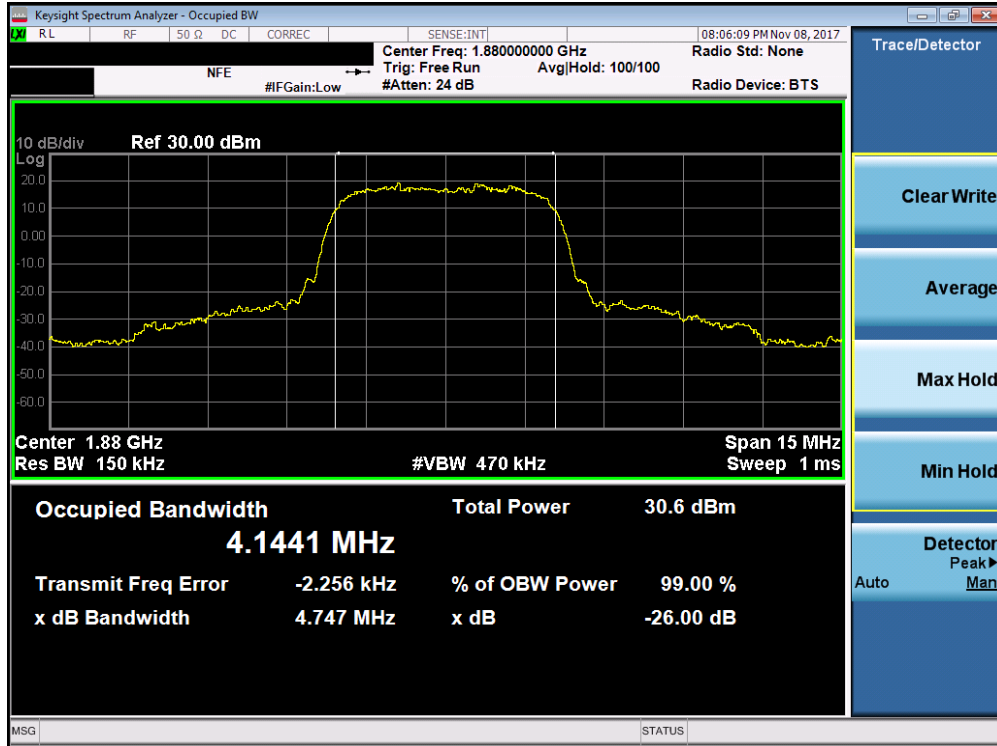 Keysight Spectrum Analyzer - Occupied BW
LXI RL RF 50 Ω DC CORREC SENSE:INT 08:06:09 PM Nov 08, 2017
Center Freq: 1.880000000 GHz Radio Std: None
NFE Trig: Free Run Avg|Hold: 100/100
#IFGain:Low #Atten: 24 dB Radio Device: BTS
Trace/Detector
10 dB/div Ref 30.00 dBm
Log
20.0
10.0
0.00
-10.0
-20.0
-30.0
-40.0
-50.0
-60.0
Center 1.88 GHz Span 15 MHz
Res BW 150 kHz #VBW 470 kHz Sweep 1 ms
Occupied Bandwidth Total Power 30.6 dBm
4.1441 MHz
Transmit Freq Error -2.256 kHz % of OBW Power 99.00 %
x dB Bandwidth 4.747 MHz x dB -26.00 dB
Clear Write
Average
Max Hold
Min Hold
Detector
Peak▶
Auto Man
MSG STATUS